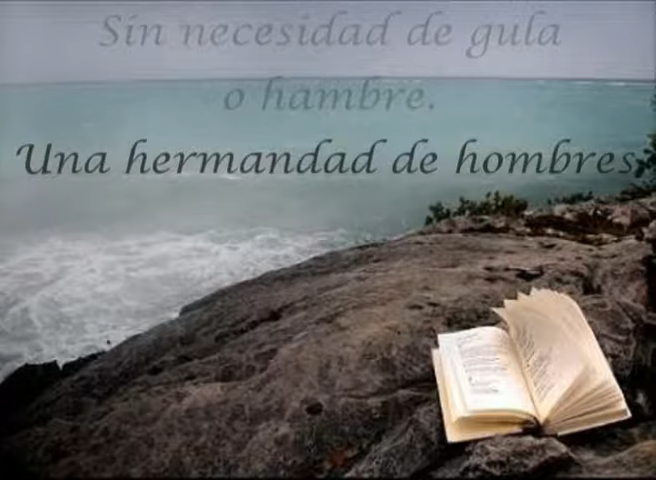 Sin necesidad de gula
o hambre.
Una hermandad de hombres,